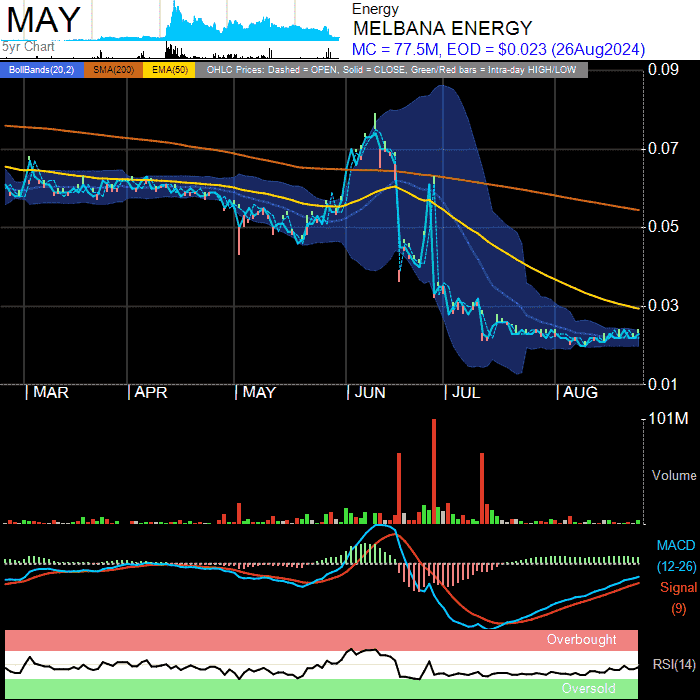 MAY
5yr Chart
Energy
MELBANA ENERGY
MC = 77.5M, EOD = $0.023 (26Aug2024)
BollBands(20,2) SMA(200) EMA(50) OHLC Prices: Dashed = OPEN, Solid = CLOSE, Green/Red bars = Intra-day HIGH/LOW
0.09
0.07
0.05
0.03
0.01
MAR APR MAY JUN JUL AUG
101M
Volume
MACD
(12-26)
Signal
(9)
Overbought
RSI(14)
Oversold